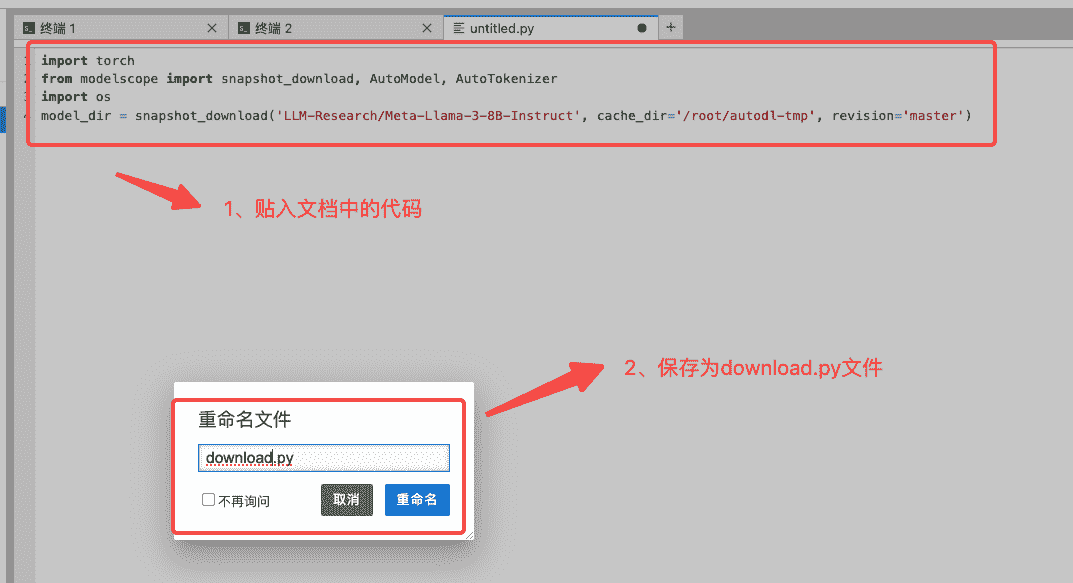 终端 1
终端 2
untitled.py
1 import torch
from modelscope import snapshot_download, AutoModel, AutoTokenizer
3 import os
4 model_dir = snapshot_download('LLM-Research/Meta-Llama-3-8B-Instruct', cache_dir='/root/autodl-tmp', revision='master')
1、贴入文档中的代码
2、保存为download.py文件
重命名文件
download.py
不再询问
取消
重命名